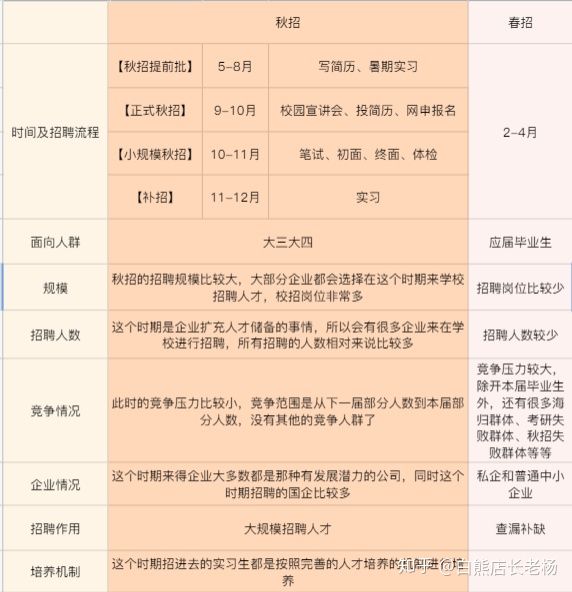 秋招 春招
时间及招聘流程
【秋招提前批】 5-8月 写简历、暑期实习
【正式秋招】 9-10月 校园宣讲会、投简历、网申报名
【小规模秋招】 10-11月 笔试、初面、终面、体检
【补招】 11-12月 实习
2-4月
面向人群 大三大四 应届毕业生
规模
秋招的招聘规模比较大，大部分企业都会选择在这个时期来学校
招聘人才，校招岗位非常多
招聘岗位比较少
招聘人数
这个时期是企业扩充人才储备的事情，所以会有很多企业来在学
校进行招聘，所有招聘的人数相对来说比较多
招聘人数较少
竞争情况
此时的竞争压力比较小，竞争范围是从下一届部分人数到本届部
分人数，没有其他的竞争人群了
竞争压力较大，
除开本届毕业生
外，还有很多海
归群体、考研失
败群体、秋招失
败群体等等
企业情况
这个时期来得企业大多数都是那种有发展潜力的公司，同时这个
时期招聘的国企比较多
私企和普通中小
企业
招聘作用 大规模招聘人才 查漏补缺
培养机制
这个时期招进去的实习生都是按照完善的人才培养的
养
知乎 @白熊店长老杨